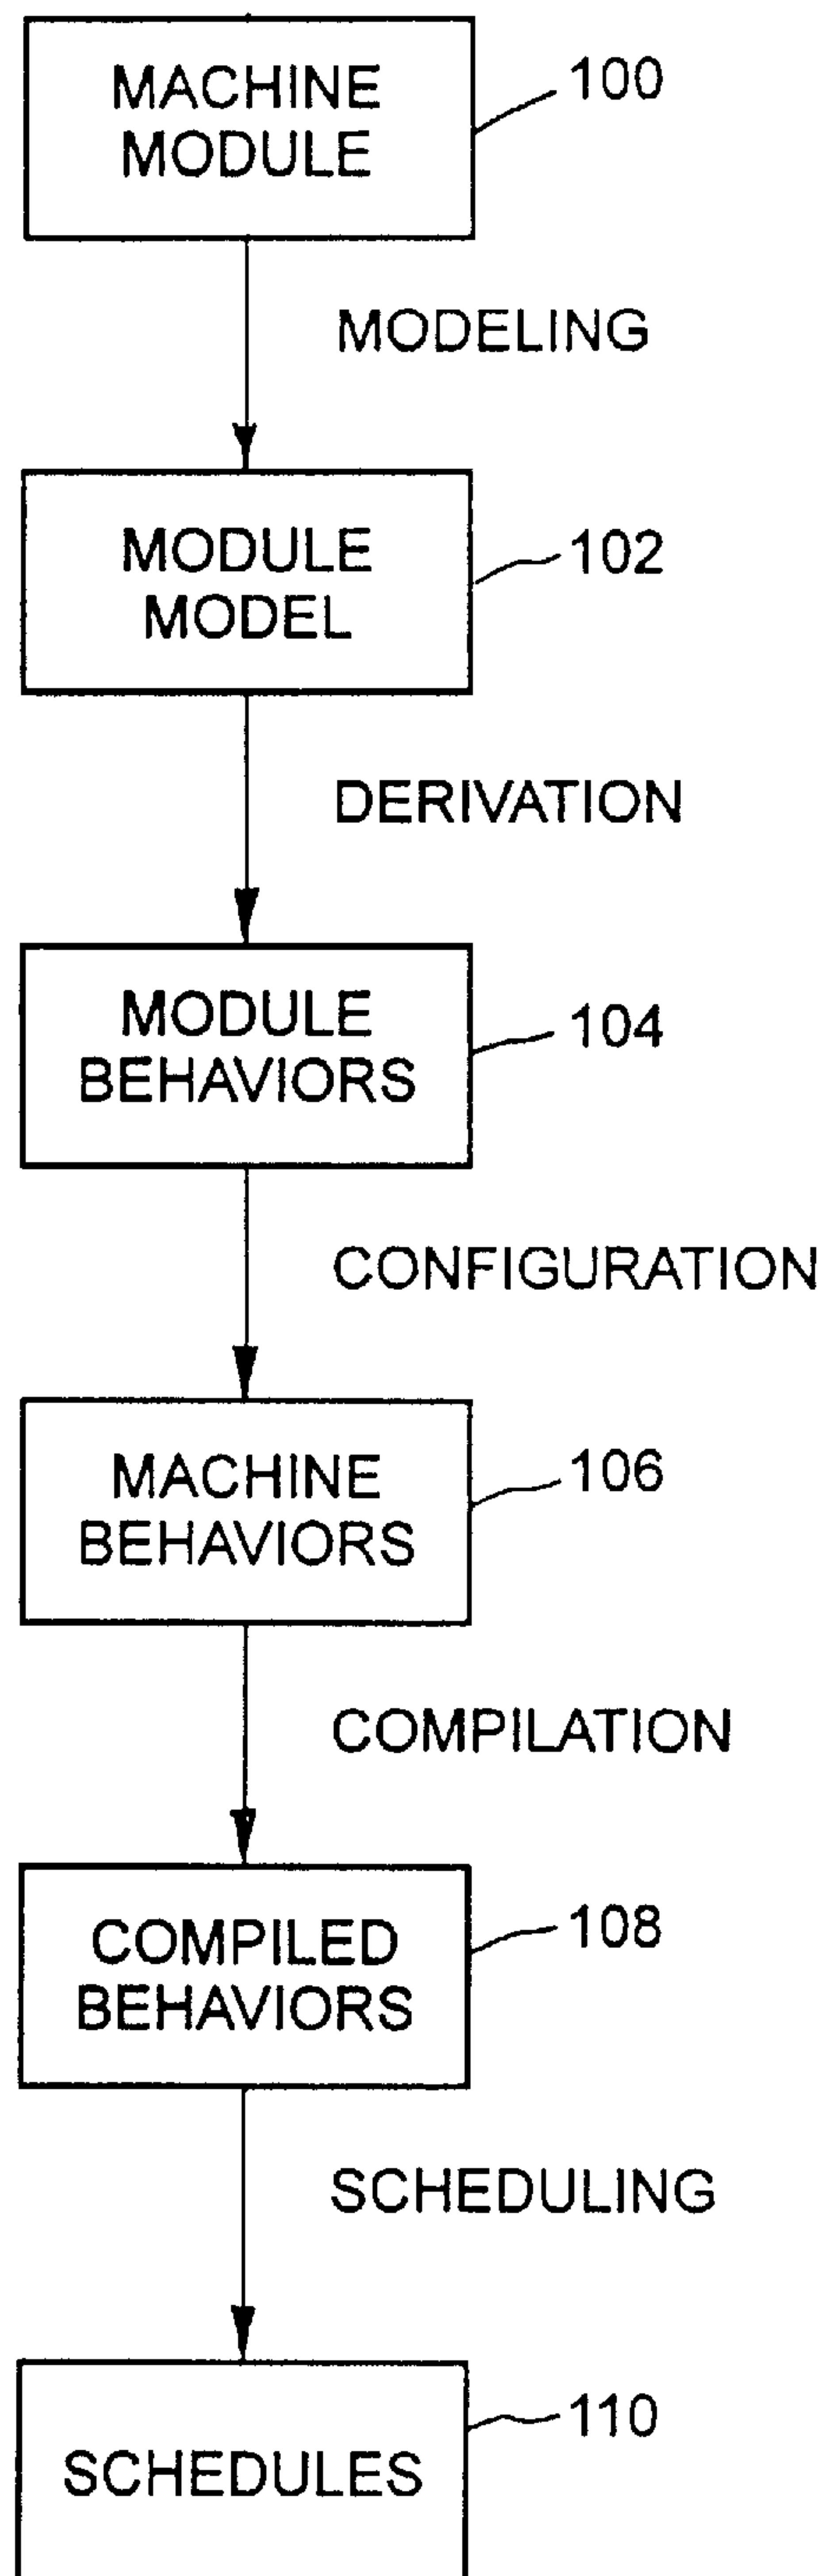 MACHINE
MODULE
100
MODELING
MODULE
MODEL
102
DERIVATION
MODULE
BEHAVIORS
104
CONFIGURATION
MACHINE
BEHAVIORS
106
COMPILATION
COMPILED
BEHAVIORS
108
SCHEDULING
SCHEDULES
110